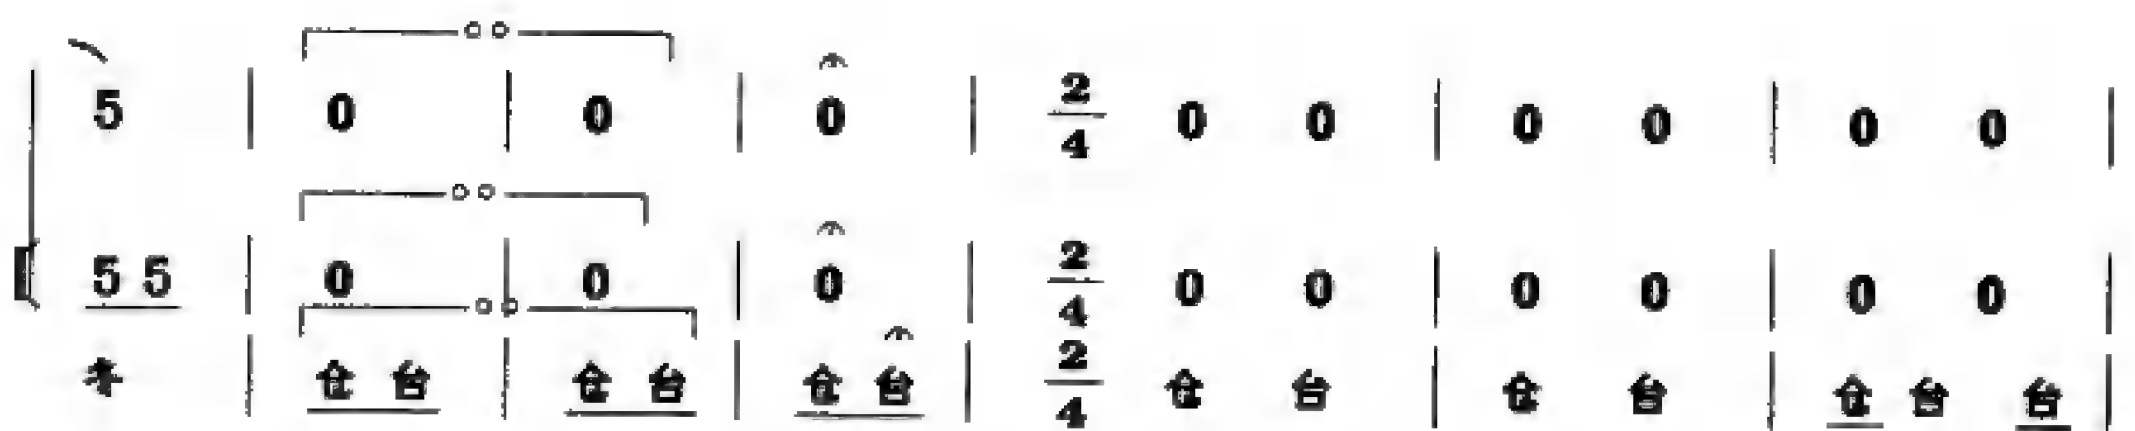 5 | 0 | 0 | 0 | 2/4 0 0 | 0 0 | 0 0 |
5 5 | 0 | 0 | 0 | 2/4 0 0 | 0 0 | 0 0 |
| 仓 台 | 仓 台 | 仓 台 | 2/4 仓 台 | 仓 台 | 仓 台 台 |